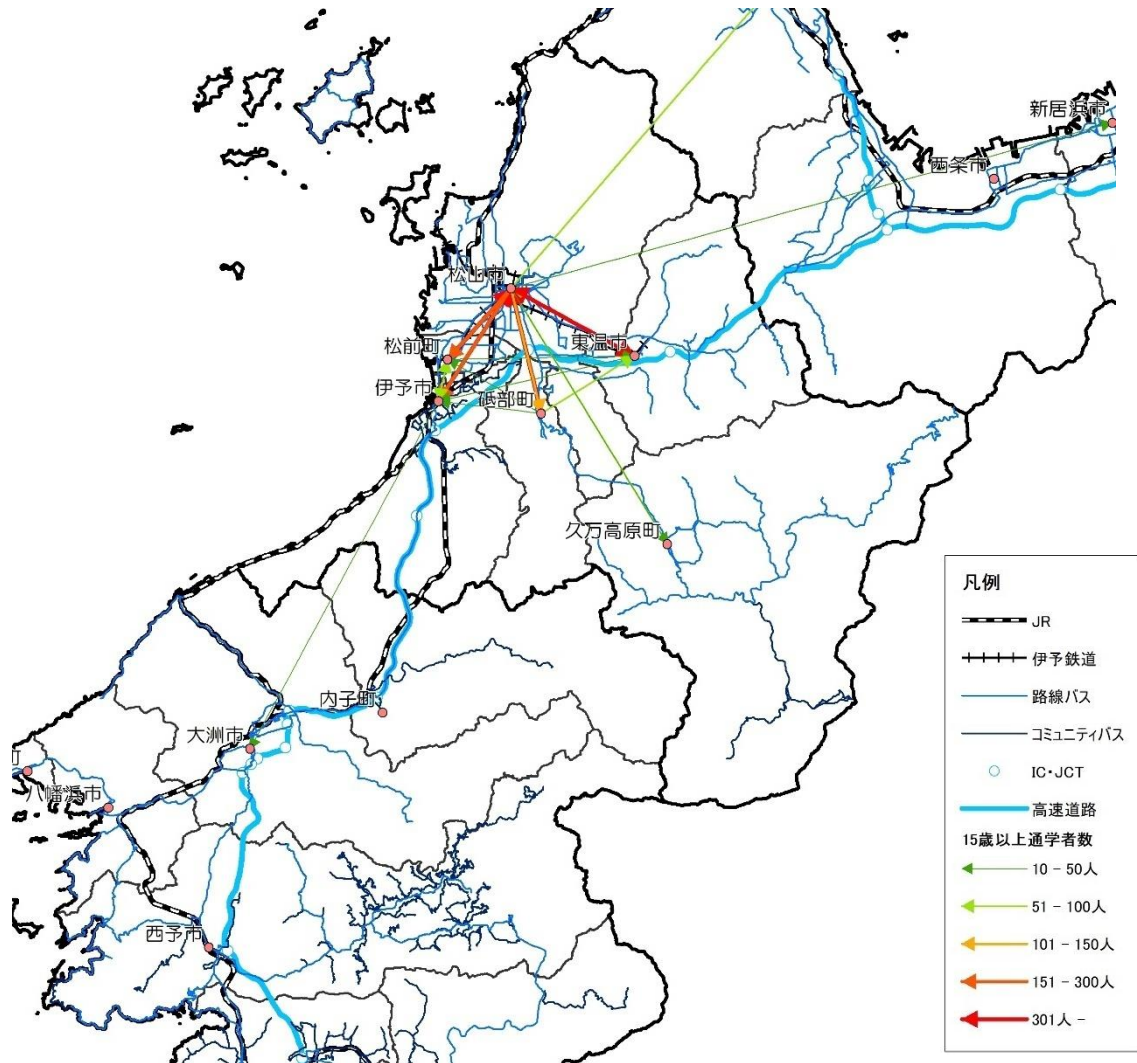 新居浜市
西条市
松山市
松前町
東温市
伊予市
砥部町
久万高原町
内子町
大洲市
町
八幡浜市
西予市
凡例
JR
伊予鉄道
路線バス
コミュニティバス
IC・JCT
高速道路
15歳以上通学者数
10 - 50人
51 - 100人
101 - 150人
151 - 300人
301人 -